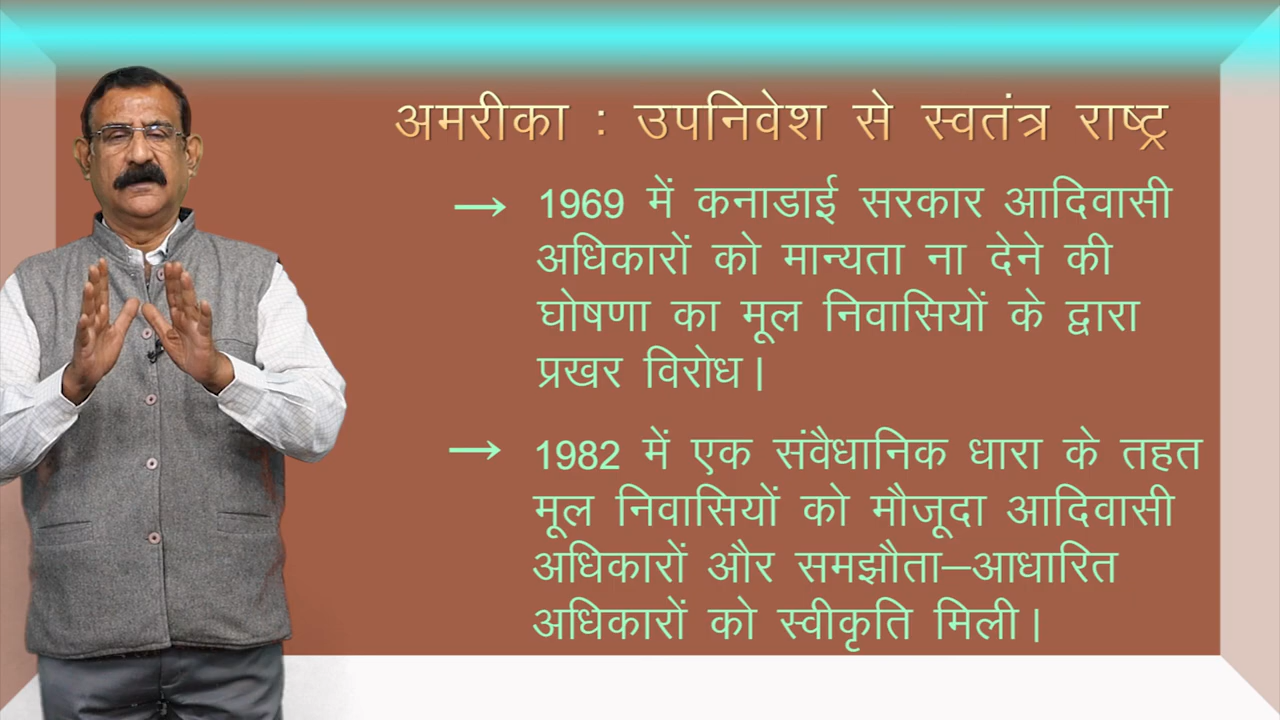 अमरीका : उपनिवेश से स्वतंत्र राष्ट्र
→ 1969 में कनाडाई सरकार आदिवासी
अधिकारों को मान्यता ना देने की
घोषणा का मूल निवासियों के द्वारा
प्रखर विरोध।
→ 1982 में एक संवैधानिक धारा के तहत
मूल निवासियों को मौजूदा आदिवासी
अधिकारों और समझौता–आधारित
अधिकारों को स्वीकृति मिली।